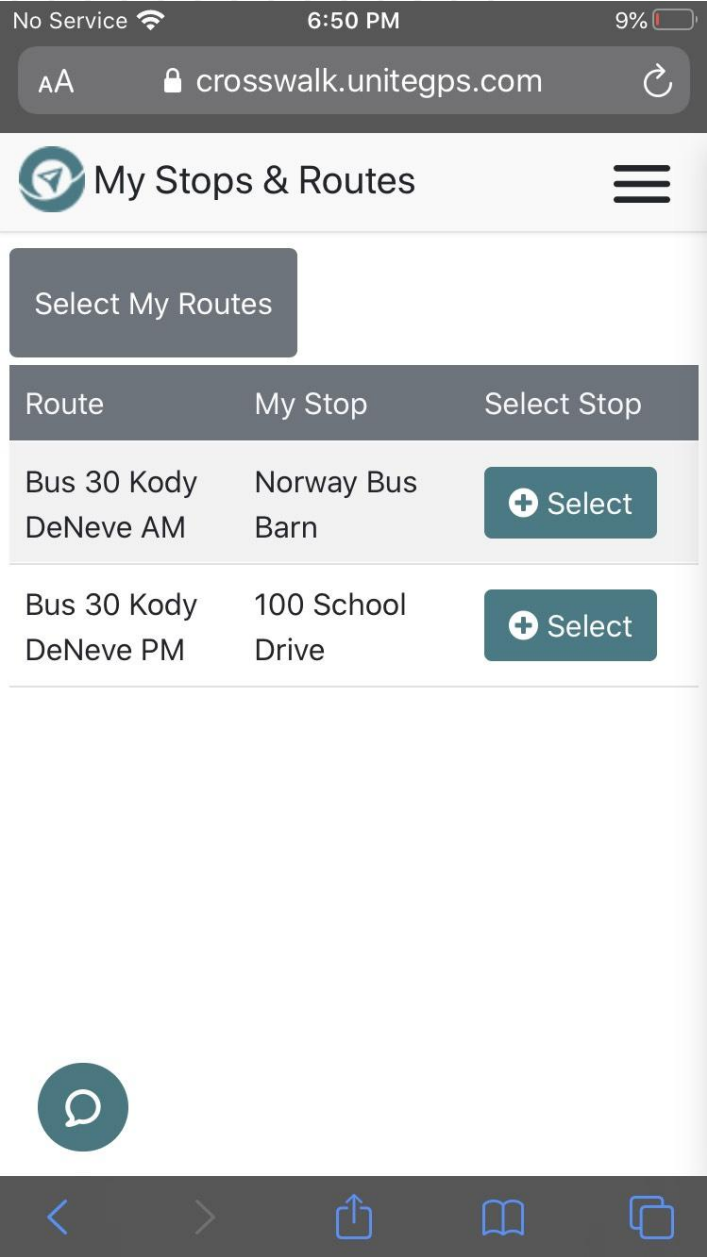 No Service 6:50 PM 9%
AA crosswalk.unitegps.com
My Stops & Routes
Select My Routes
Route My Stop Select Stop
Bus 30 Kody Norway Bus Select
DeNeve AM Barn
Bus 30 Kody 100 School Select
DeNeve PM Drive